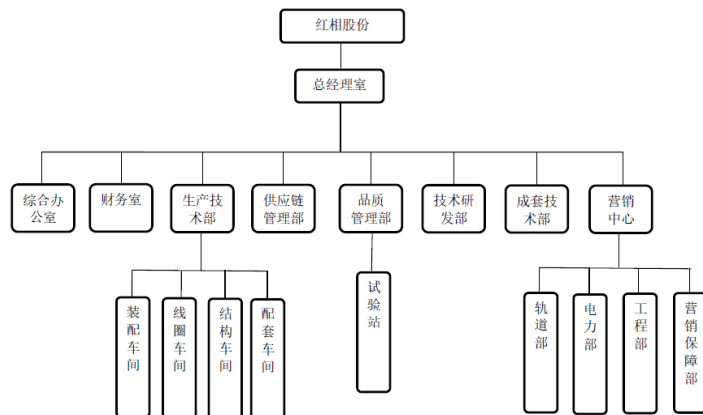 红相股份
总经理室
综合办
公室
财务室
生产技
术部
供应链
管理部
品质
管理部
技术研
发部
成套技
术部
营销
中心
装配车间
线圈车间
结构车间
配套车间
试验站
轨道部
电力部
工程部
营销保障部